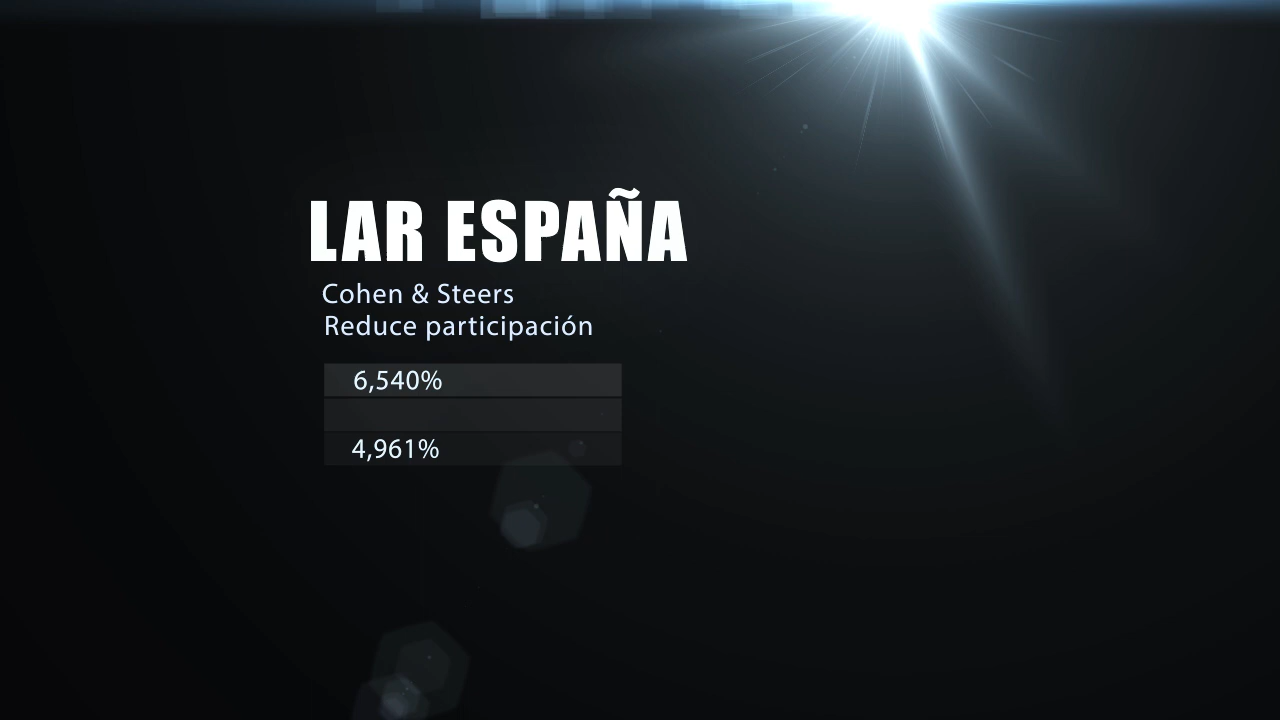 LAR ESPAÑA
Cohen & Steers
Reduce participación
6,540%
4,961%